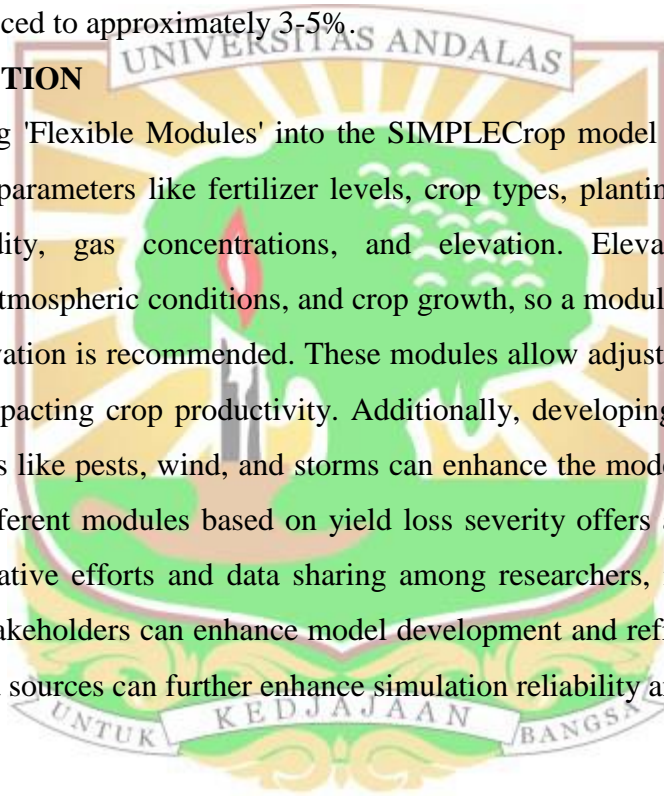 ced to approximately 3-5%.
UNIVERSITAS ANDALAS
TION
g 'Flexible Modules' into the SIMPLECrop model
parameters like fertilizer levels, crop types, plantin
lity, gas concentrations, and elevation. Eleva
tmospheric conditions, and crop growth, so a modul
vation is recommended. These modules allow adjust
pacting crop productivity. Additionally, developing
s like pests, wind, and storms can enhance the mode
fferent modules based on yield loss severity offers
ative efforts and data sharing among researchers,
akeholders can enhance model development and refi
sources can further enhance simulation reliability a
UNTUK KEDJAJAAN BANGSA